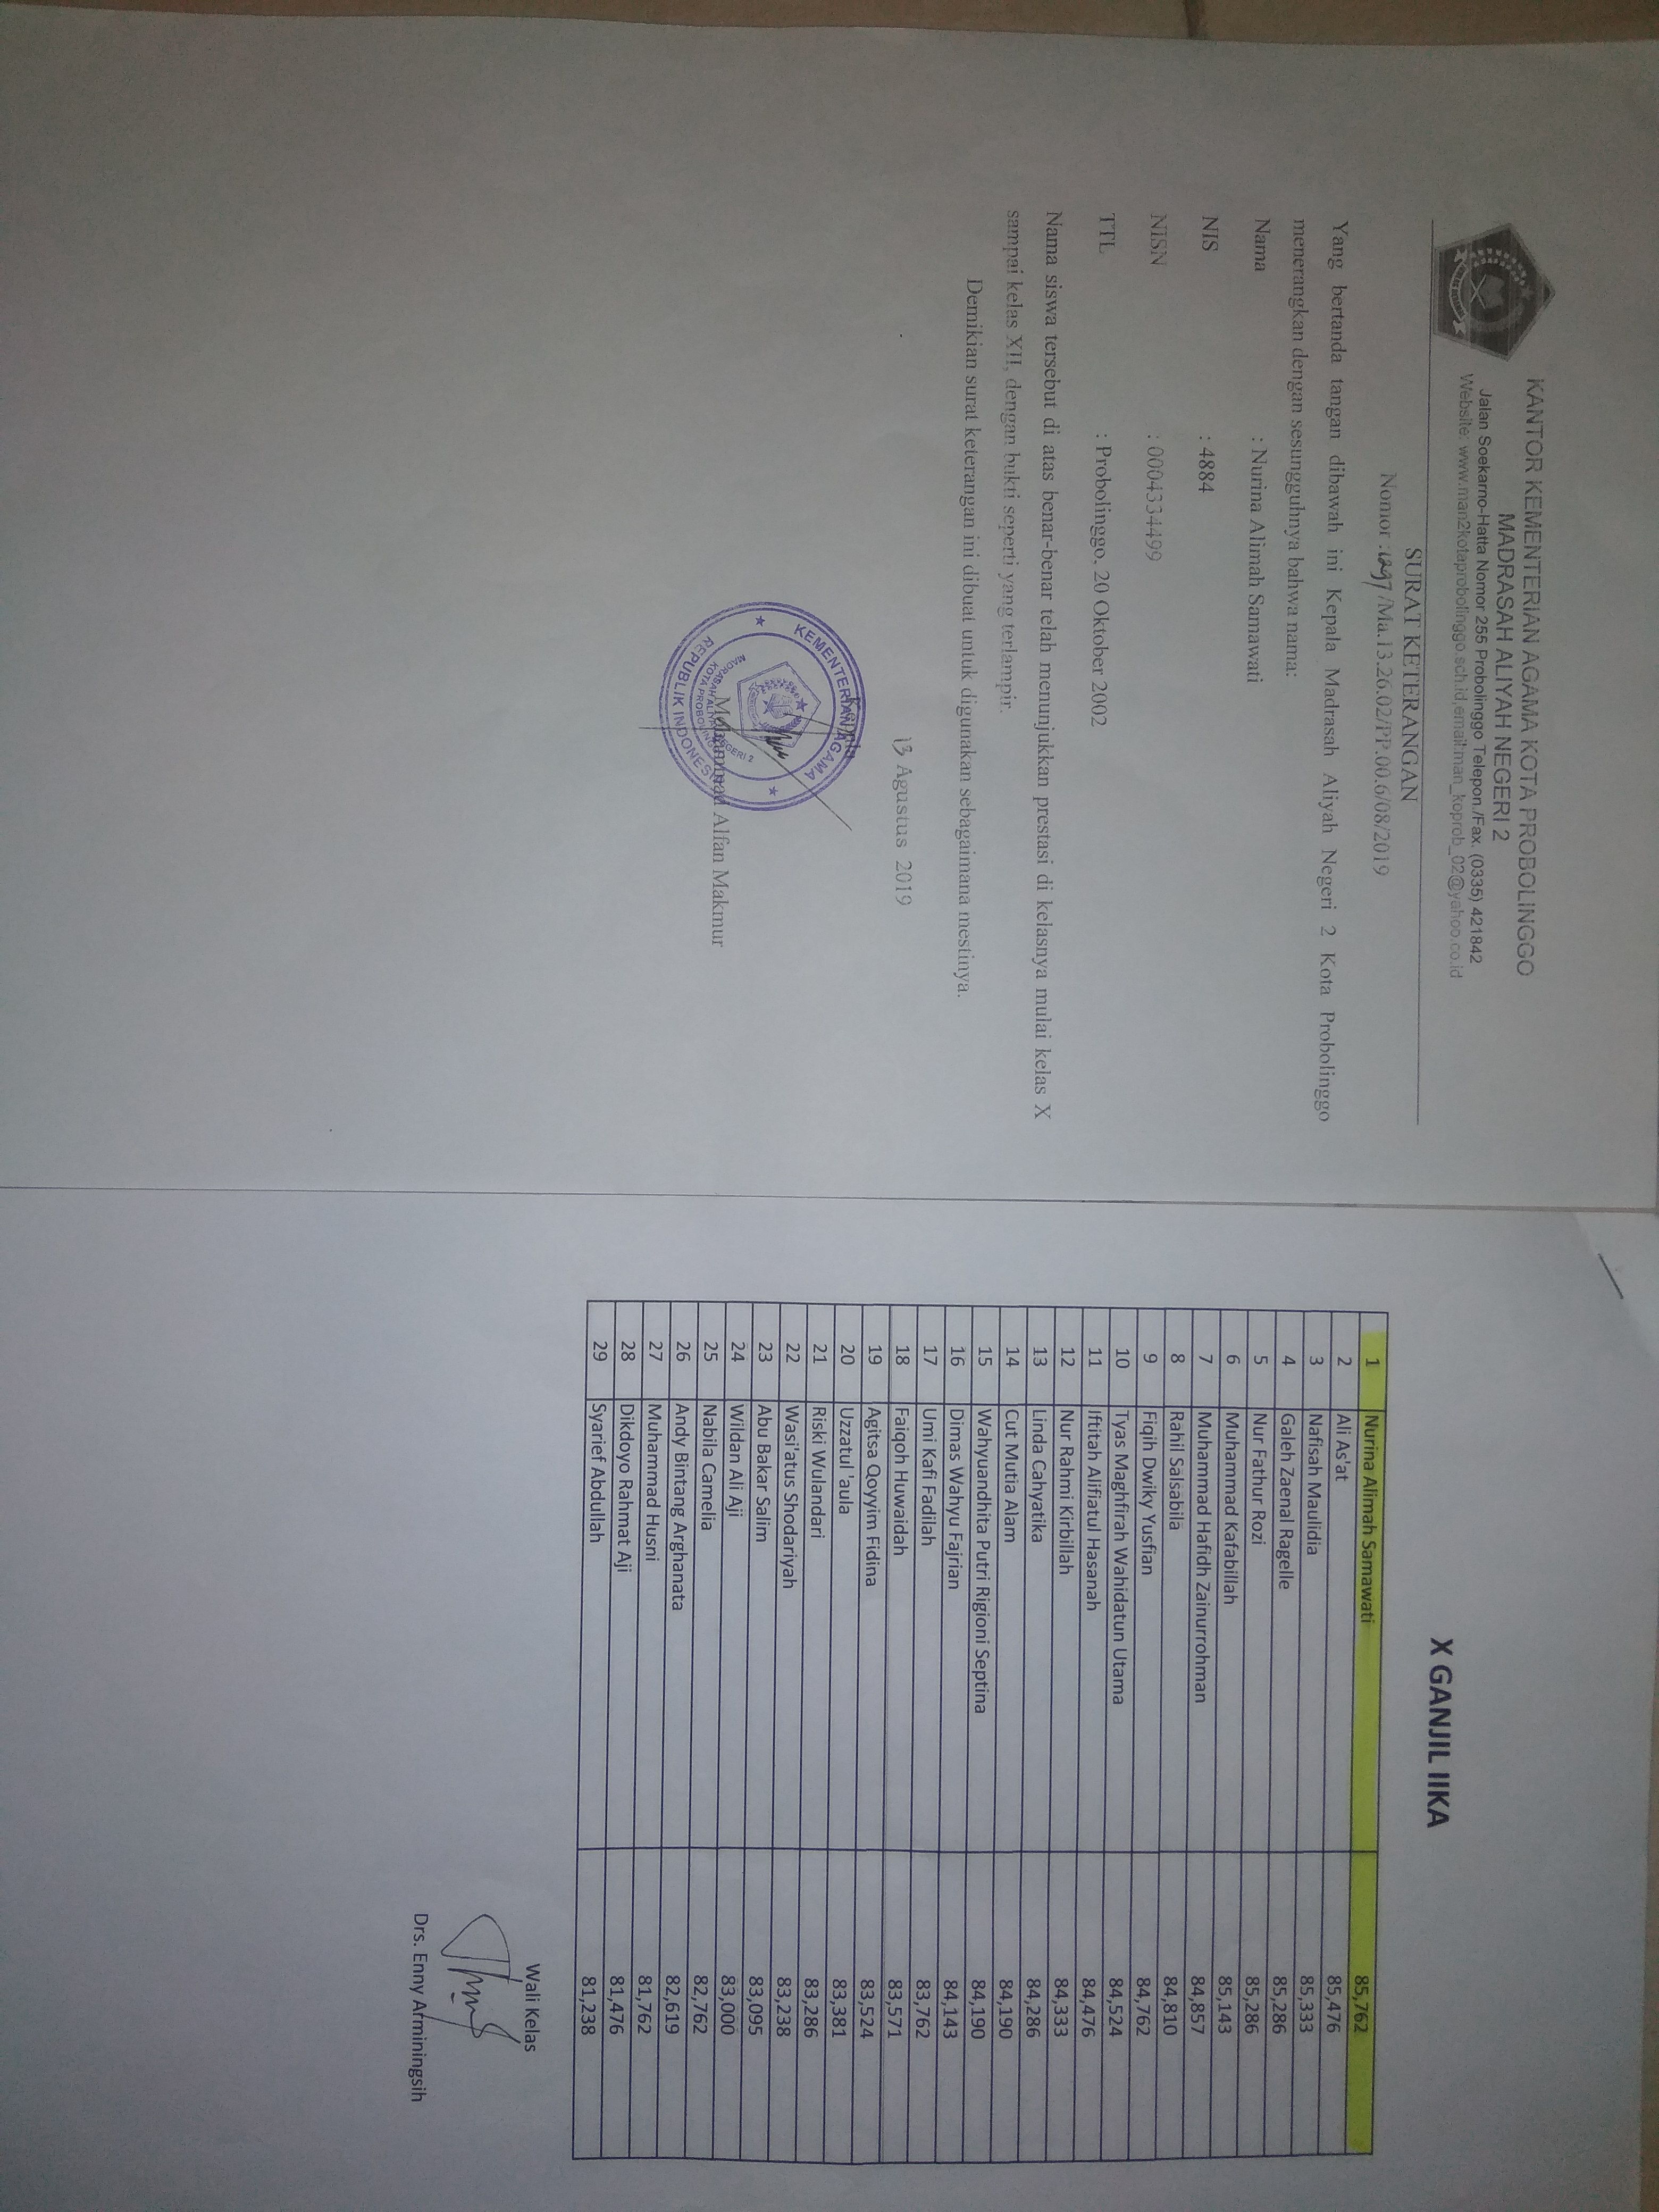 KANTOR KEMENTERIAN AGAMA KOTA PROBOLINGGO
MADRASAH ALIYAH NEGERI 2
Jalan Soekarno-Hatta Nomor 255 Probolinggo Telepon./Fax. (0335) 421842
Website: www.man2kotaprobolinggo.sch.id,email:man_koprob_02@yahoo.co.id
SURAT KETERANGAN
Nomor : 1297/Ma.13.26.02/PP.00.6/08/2019
Yang bertanda tangan dibawah ini Kepala Madrasah Aliyah Negeri 2 Kota Probolinggo
menerangkan dengan sesungguhnya bahwa nama:
Nama : Nurina Alimah Samawati
NIS : 4884
NISN : 0004334499
TTL : Probolinggo, 20 Oktober 2002
Nama siswa tersebut di atas benar-benar telah menunjukkan prestasi di kelasnya mulai kelas X
sampai kelas XII, dengan bukti seperti yang terlampir.
Demikian surat keterangan ini dibuat untuk digunakan sebagaimana mestinya.
13 Agustus 2019
Kepala
KEMENTERIAN AGAMA
MADRASAH ALIYAH NEGERI 2
KOTA PROBOLINGGO
REPUBLIK INDONESIA
Mohammad Alfan Makmur
X GANJIL IIKA
1 Nurina Alimah Samawati 85,762
2 Ali As'at 85,476
3 Nafisah Maulidia 85,333
4 Galeh Zaenal Ragelle 85,286
5 Nur Fathur Rozi 85,286
6 Muhammad Kafabillah 85,143
7 Muhammad Hafidh Zainurrohman 84,857
8 Rahil Salsabila 84,810
9 Fiqih Dwiky Yusfian 84,762
10 Tyas Maghfirah Wahidatun Utama 84,524
11 Iftitah Alifiatul Hasanah 84,476
12 Nur Rahmi Kirbillah 84,333
13 Linda Cahyatika 84,286
14 Cut Mutia Alam 84,190
15 Wahyuandhita Putri Rigioni Septina 84,190
16 Dimas Wahyu Fajrian 84,143
17 Umi Kafi Fadilah 83,762
18 Faiqoh Huwaidah 83,571
19 Agitsa Qoyyim Fidina 83,524
20 Uzzatul 'aula 83,381
21 Riski Wulandari 83,286
22 Wasi'atus Shodariyah 83,238
23 Abu Bakar Salim 83,095
24 Wildan Ali Aji 83,000
25 Nabila Camelia 82,762
26 Andy Bintang Arghanata 82,619
27 Muhammad Husni 81,762
28 Dikdoyo Rahmat Aji 81,476
29 Syarief Abdullah 81,238
Wali Kelas
Drs. Enny Arminingsih